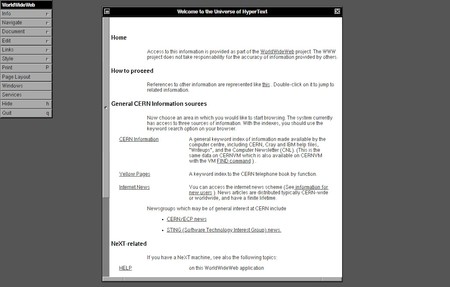 WorldWideWeb
Info r
Navigate r
Document r
Edit r
Links r
Style r
Print P
Page Layout
Windows
Services
Hide h
Quit q
Welcome to the Universe of HyperText
Home
Access to this information is provided as part of the WorldWideWeb project. The WWW
project does not take responsibility for the accuracy of information provided by others.
How to proceed
References to other information are represented like this . Double-click on it to jump to
related information.
General CERN Information sources
Now choose an area in which you would like to start browsing. The system currently
has access to three sources of information. With the indexes, you should use the
keyword search option on your browser.
CERN Information A general keyword index of information made available by the
computer centre, including CERN, Cray and IBM help files,
"Writeups", and the Computer Newsletter (CNL). (This is the
same data on CERNVM which is also available on CERNVM
with the VM FIND command ).
Yellow Pages A keyword index to the CERN telephone book by function.
Internet News You can access the internet news scheme (See information for
new users ). News articles are distributed typically CERN-wide
or worldwide, and have a finite lifetime.
Newsgroups which may be of general interest at CERN include
• CERN/ECP news
• STING (Software Technology Interest Group) news.
NeXT-related
If you have a NeXT machine, see also the following topics:
HELP on this WorldWideWeb application